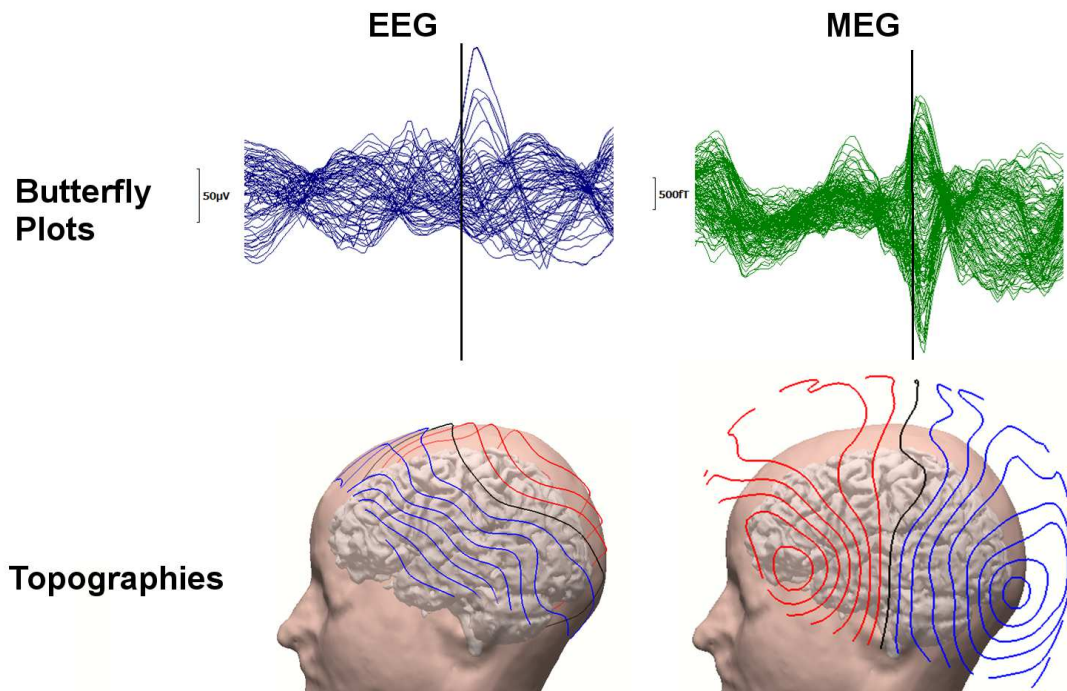 EEG
MEG
Butterfly
Plots
50µV
500fT
Topographies